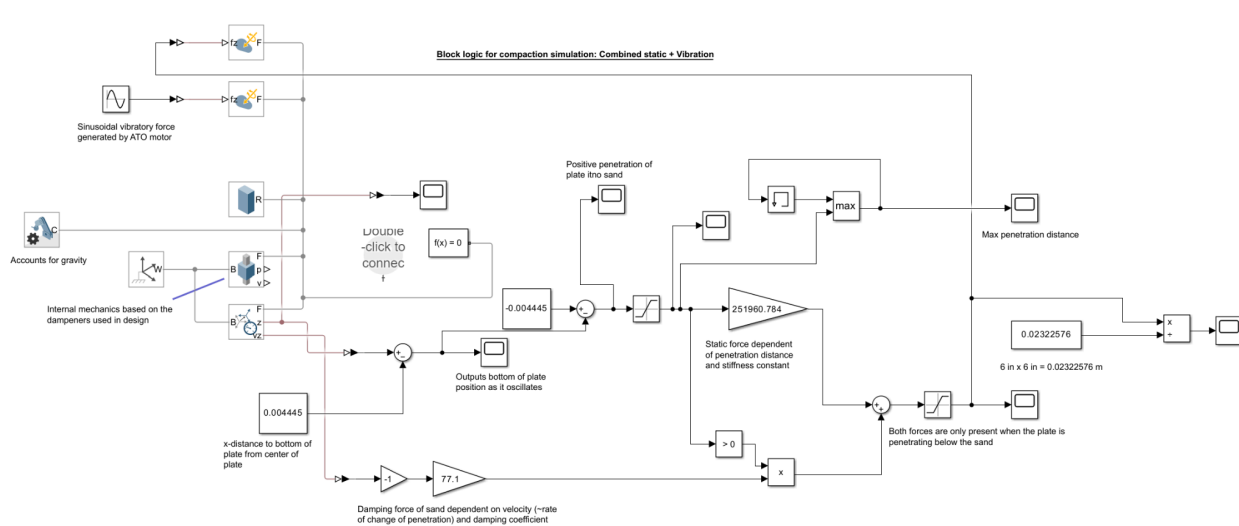 Block logic for compaction simulation: Combined static + Vibration
fz
F
fz
F
Sinusoidal vibratory force
generated by ATO motor
Positive penetration of
plate itno sand
R
max
Max penetration distance
C
Accounts for gravity
Double
-click to
connec
t
f(x) = 0
W
B
F
p
v
Internal mechanics based on the
dampeners used in design
B
F
z
vz
-0.004445
251960.784
Static force dependent
of penetration distance
and stiffness constant
0.02322576
x
÷
6 in x 6 in = 0.02322576 m
Outputs bottom of plate
position as it oscillates
0.004445
x-distance to bottom of
plate from center of
plate
Both forces are only present when the plate is
penetrating below the sand
> 0
x
-1
77.1
Damping force of sand dependent on velocity (~rate
of change of penetration) and damping coefficient